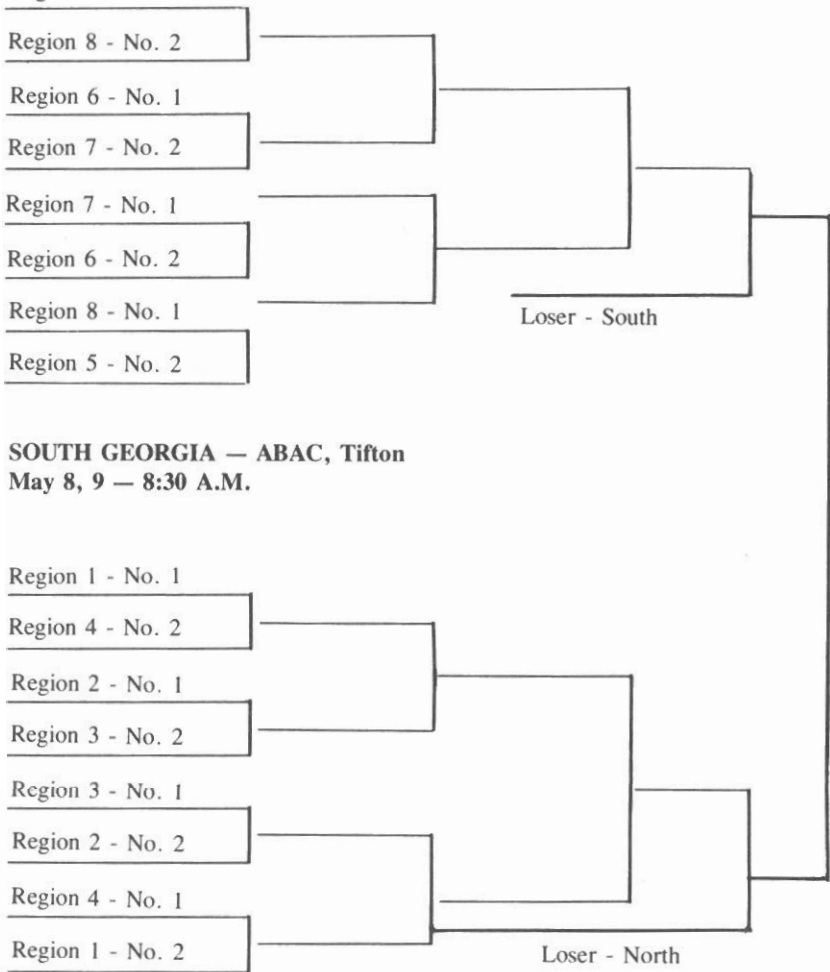 Region 8 - No. 2
Region 6 - No. 1
Region 7 - No. 2
Region 7 - No. 1
Region 6 - No. 2
Region 8 - No. 1
Loser - South
Region 5 - No. 2
SOUTH GEORGIA — ABAC, Tifton
May 8, 9 — 8:30 A.M.
Region 1 - No. 1
Region 4 - No. 2
Region 2 - No. 1
Region 3 - No. 2
Region 3 - No. 1
Region 2 - No. 2
Region 4 - No. 1
Region 1 - No. 2
Loser - North